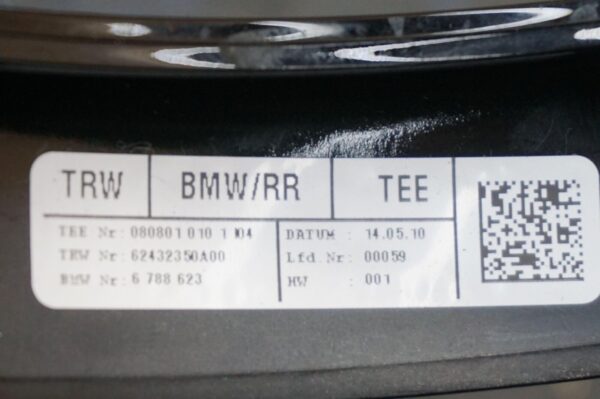 TRW BMW/RR TEE
TEE Nr: 080801 010 1 104 DATUM : 14.05.10
TRW Nr: 62432350A00 Lfd. Nr: 00059
BMW Nr: 6 788 623 HW : 001